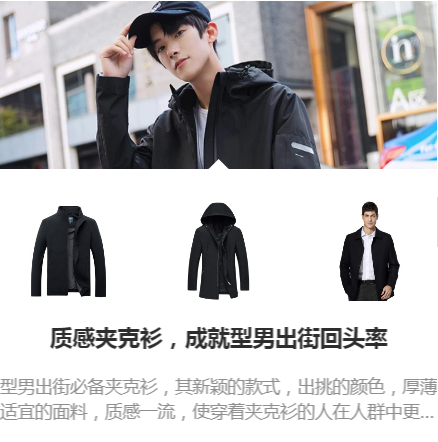 n
质感夹克衫，成就型男出街回头率
型男出街必备夹克衫，其新颖的款式，出挑的颜色，厚薄
适宜的面料，质感一流，使穿着夹克衫的人在人群中更...